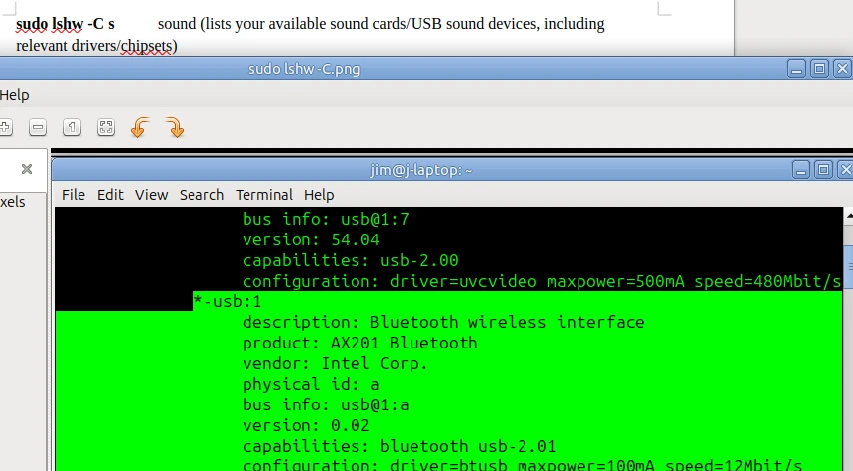 sudo lshw -C s sound (lists your available sound cards/USB sound devices, including
relevant drivers/chipsets)
sudo lshw -C.png
Help
1
xels
jim@j-laptop: ~
File Edit View Search Terminal Help
bus info: usb@1:7
version: 54.04
capabilities: usb-2.00
configuration: driver=uvcvideo maxpower=500mA speed=480Mbit/s
*-usb:1
description: Bluetooth wireless interface
product: AX201 Bluetooth
vendor: Intel Corp.
physical id: a
bus info: usb@1:a
version: 0.02
capabilities: bluetooth usb-2.01
configuration: driver=btusb maxpower=100mA speed=12Mbit/s